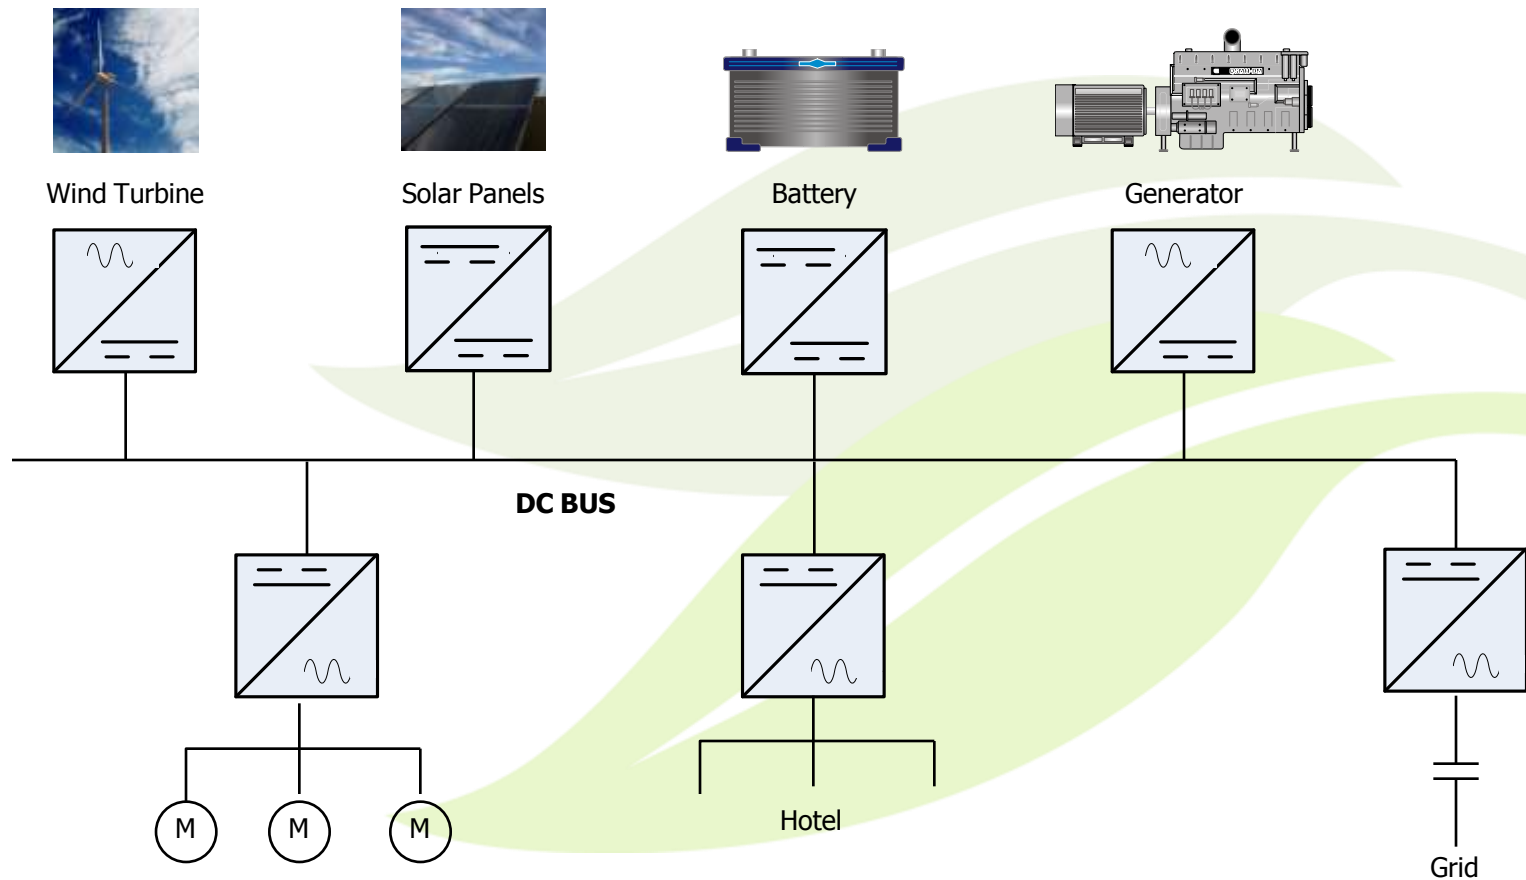 Wind Turbine
Solar Panels
Battery
Generator
DC BUS
M
M
M
Hotel
Grid